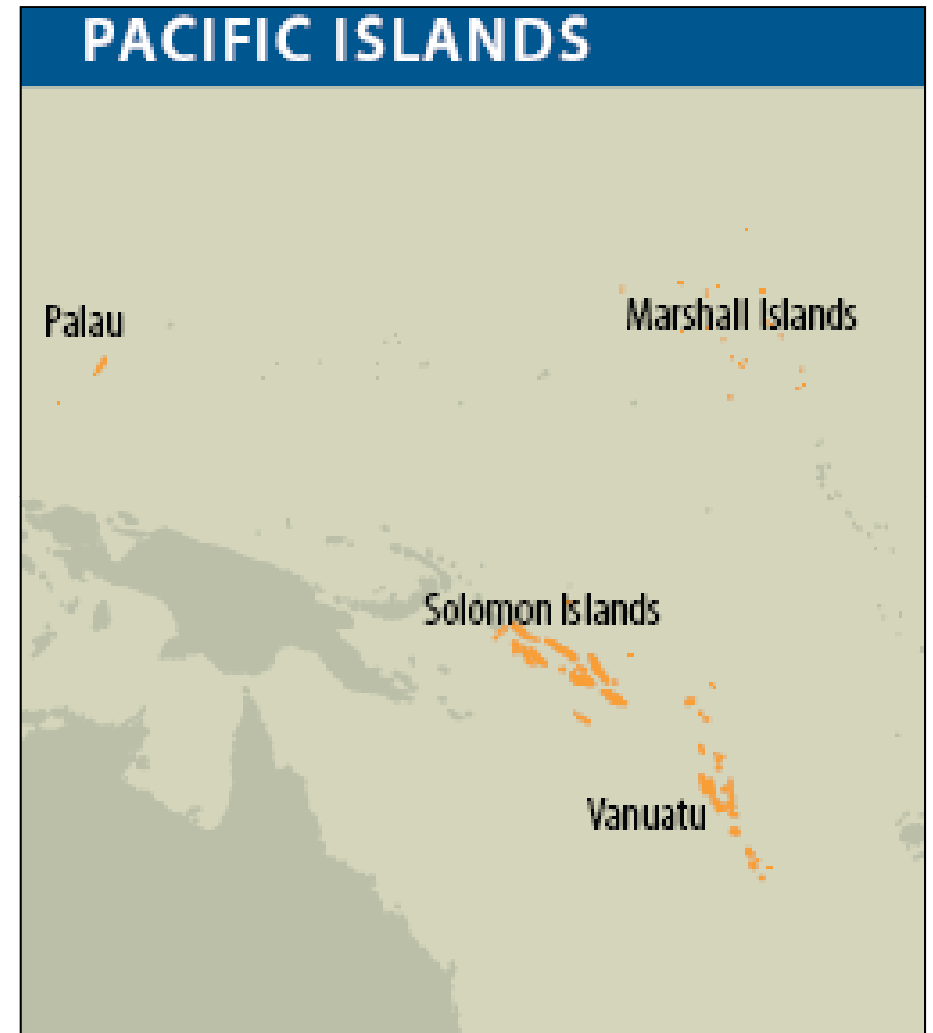 PACIFIC ISLANDS
Palau
Marshall Islands
Solomon Islands
Vanuatu